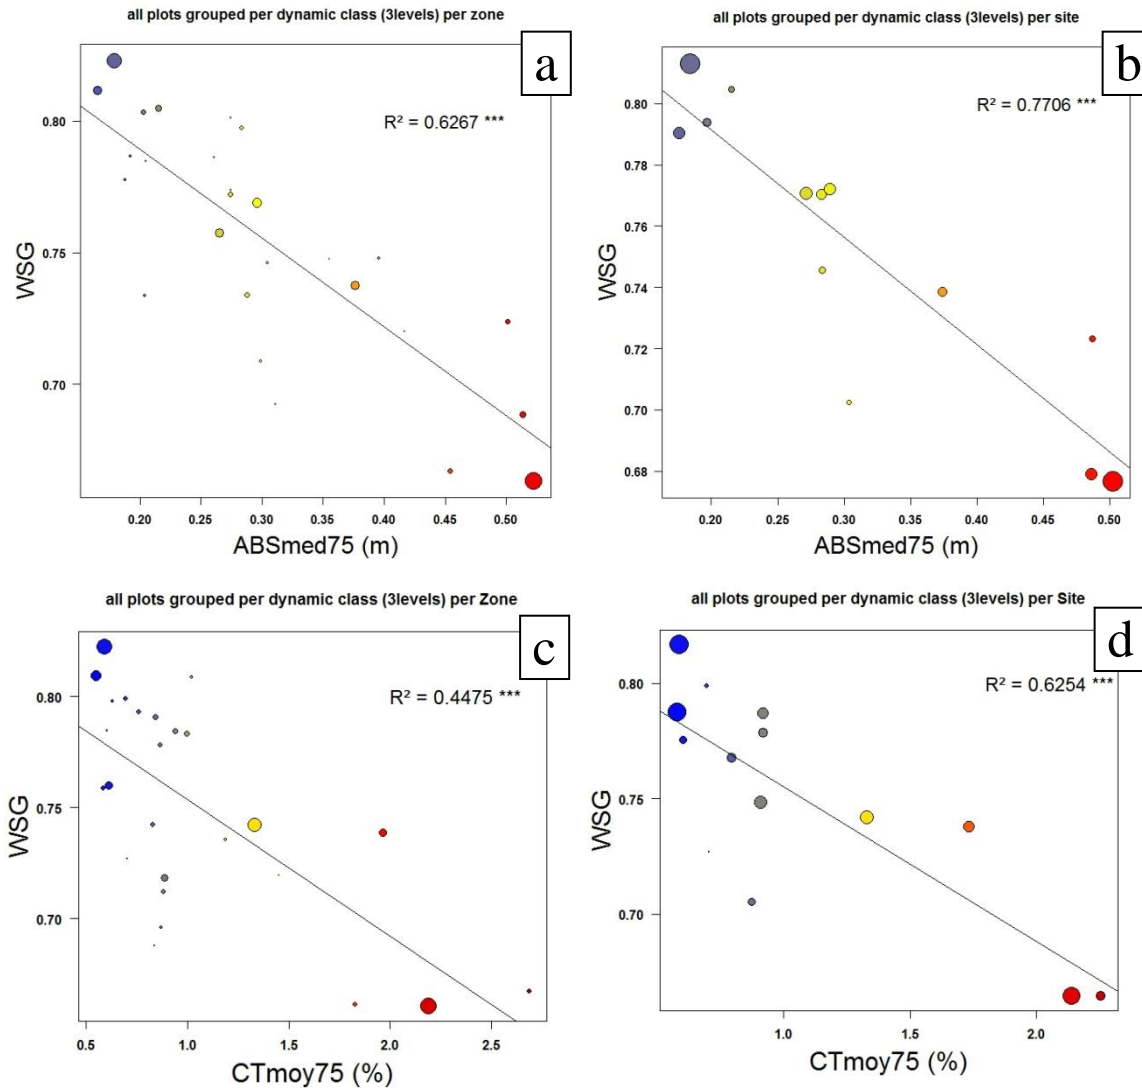 all plots grouped per dynamic class (3levels) per zone
a
R² = 0.6267 ***
0.80
0.75
0.70
WSG
0.20 0.25 0.30 0.35 0.40 0.45 0.50
ABSmed75 (m)
all plots grouped per dynamic class (3levels) per site
b
R² = 0.7706 ***
0.80
0.78
0.76
0.74
0.72
0.70
0.68
WSG
0.20 0.25 0.30 0.35 0.40 0.45 0.50
ABSmed75 (m)
all plots grouped per dynamic class (3levels) per Zone
c
R² = 0.4475 ***
0.80
0.75
0.70
WSG
0.5 1.0 1.5 2.0 2.5
CTmoy75 (%)
all plots grouped per dynamic class (3levels) per Site
d
R² = 0.6254 ***
0.80
0.75
0.70
WSG
1.0 1.5 2.0
CTmoy75 (%)